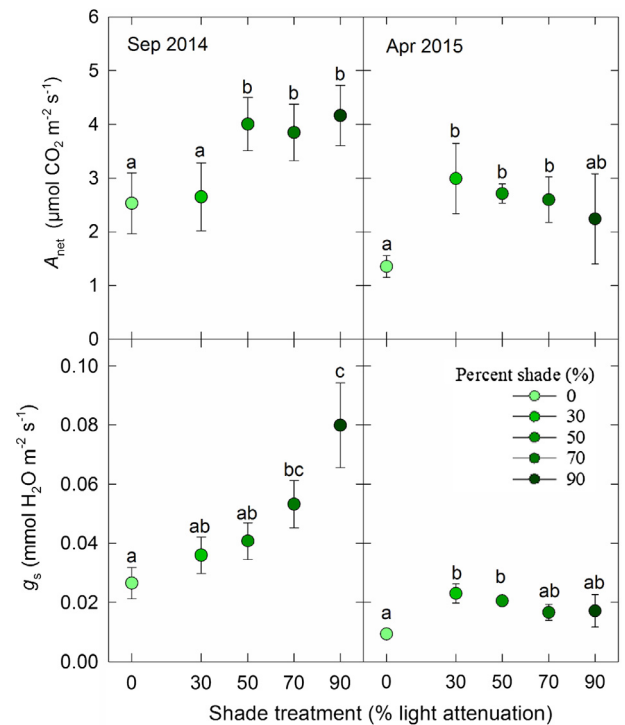 Sep 2014
Apr 2015
6
5
4
3
2
1
0
A net (µmol CO2 m-2 s-1)
a a b b b
a b b b ab
0.10
0.08
0.06
0.04
0.02
0.00
gs (mmol H2O m-2 s-1)
a ab ab bc c
a b b ab ab
Percent shade (%)
0
30
50
70
90
0 30 50 70 90
0 30 50 70 90
Shade treatment (% light attenuation)